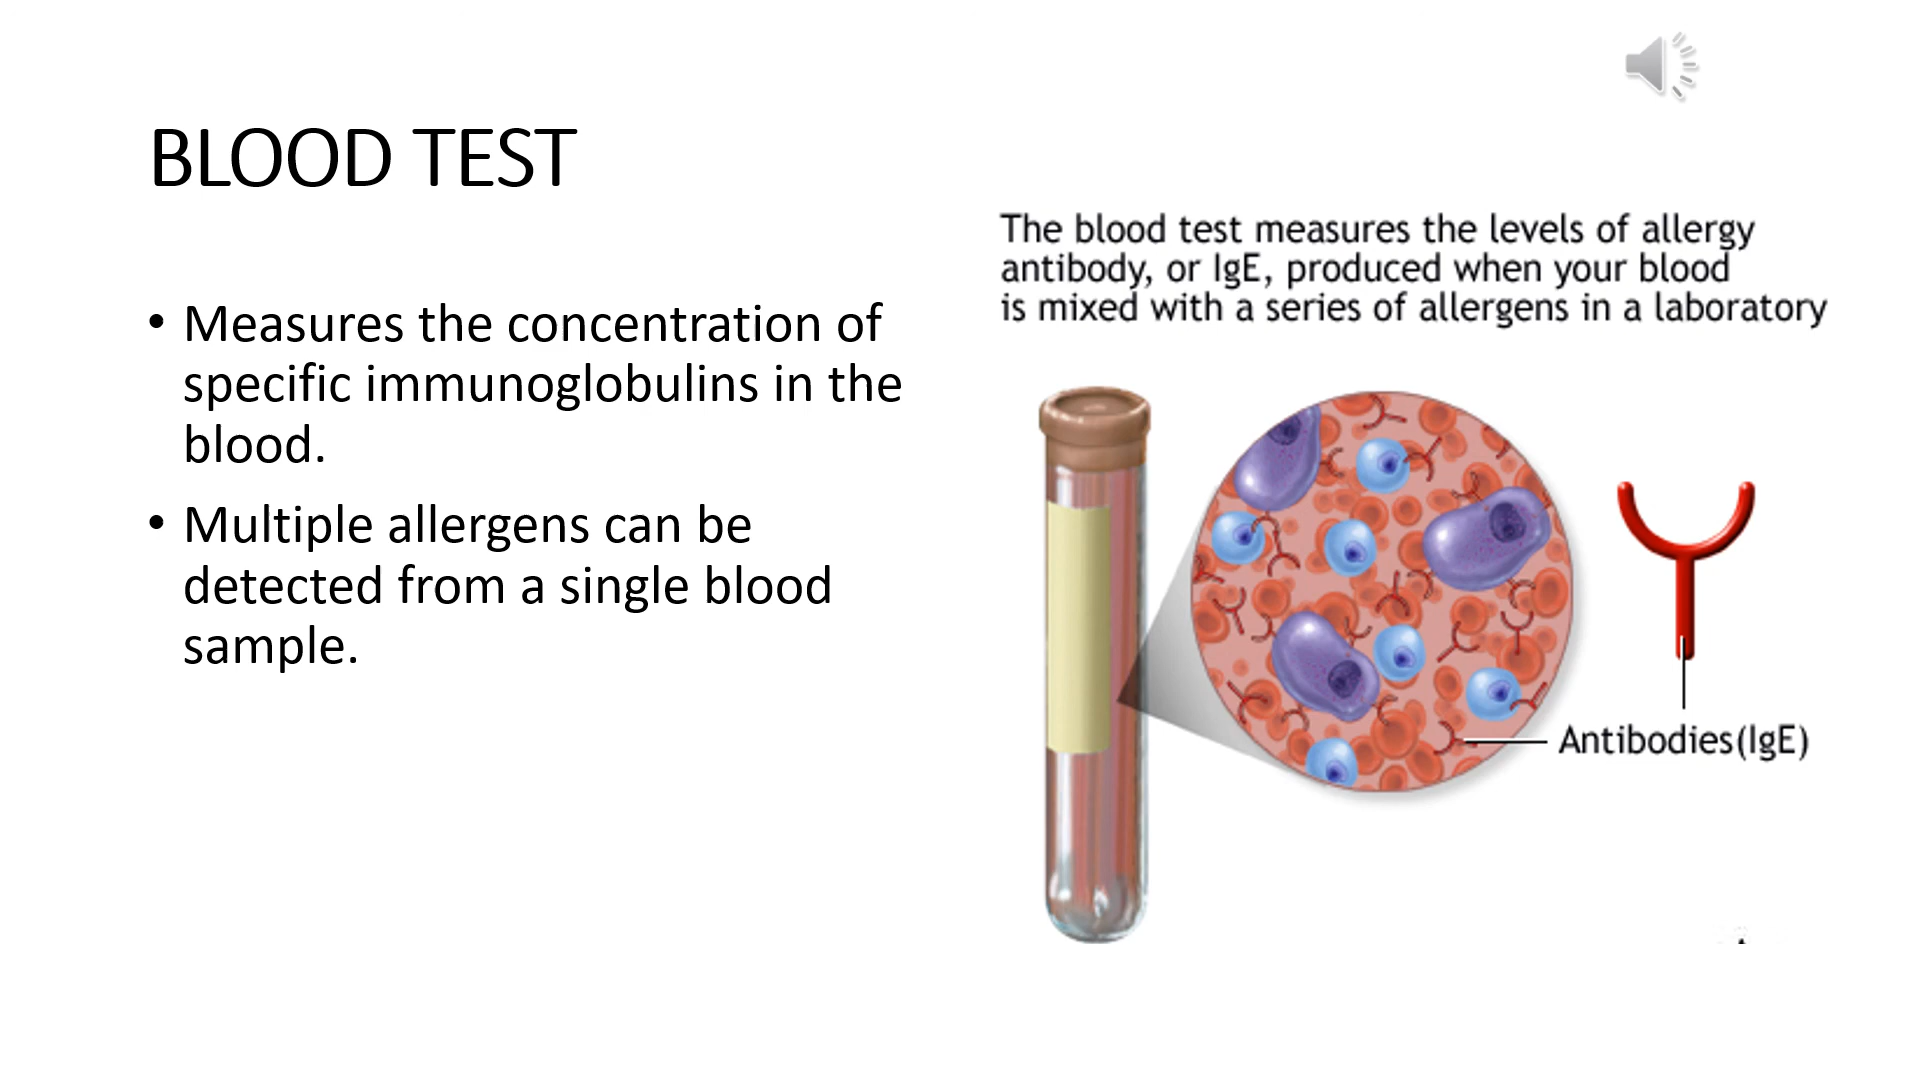 BLOOD TEST
• Measures the concentration of
specific immunoglobulins in the
blood.
• Multiple allergens can be
detected from a single blood
sample.
The blood test measures the levels of allergy
antibody, or IgE, produced when your blood
is mixed with a series of allergens in a laboratory
Antibodies(IgE)